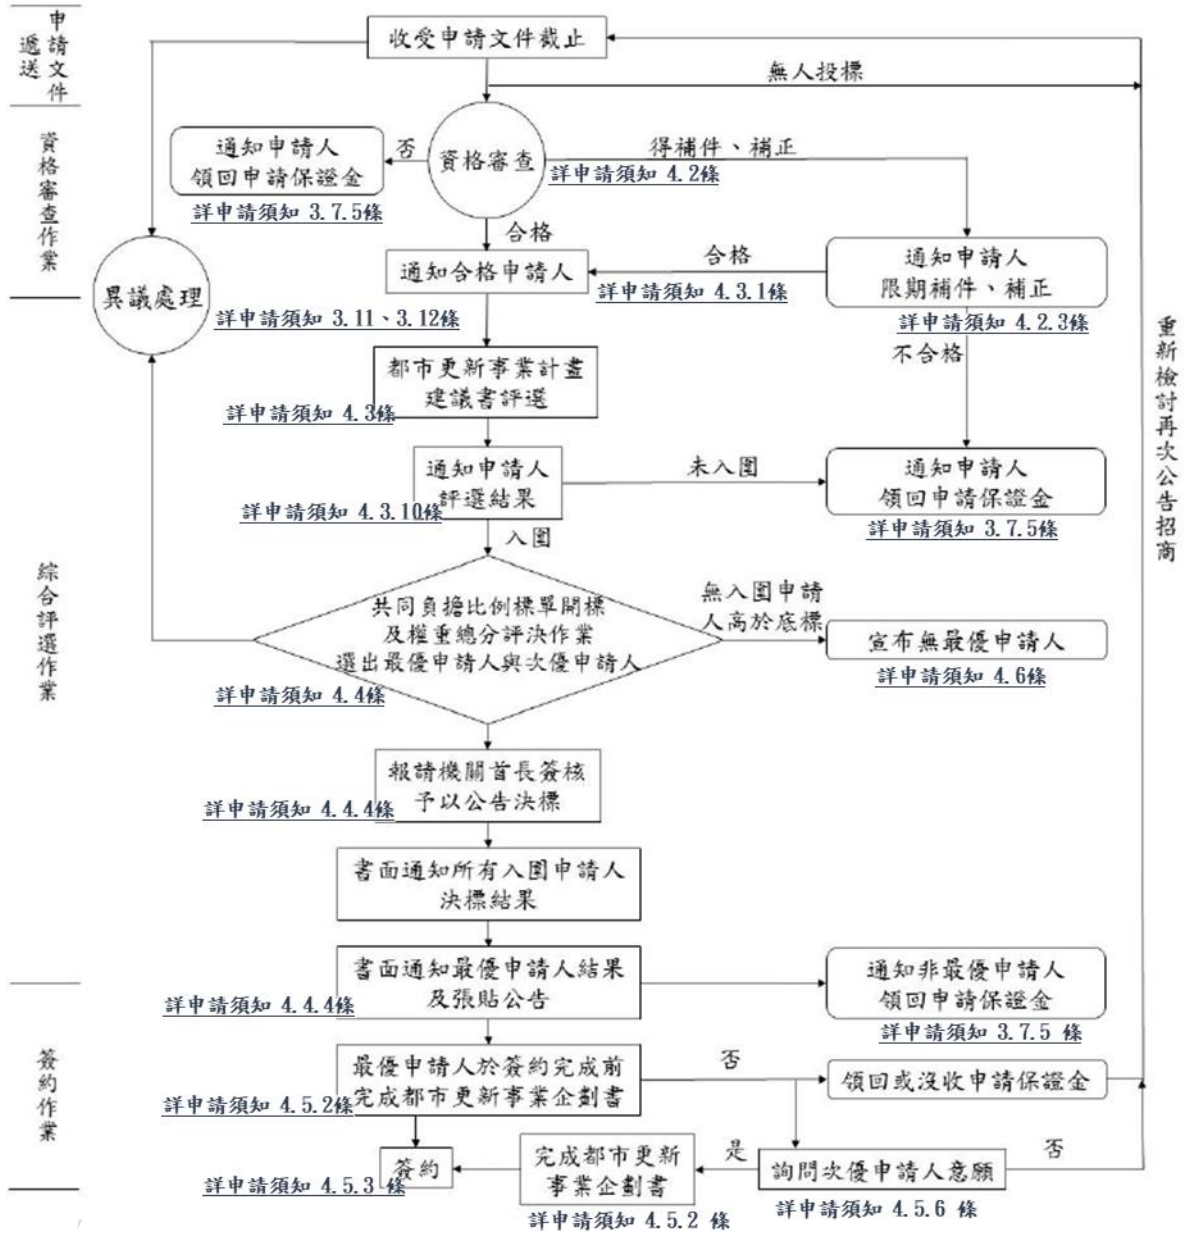 申請文件
遞送
收受申請文件截止
無人投標
資格審查作業
通知申請人
領回申請保證金
否
資格審查
得補件、補正
詳申請須知 4.2條
詳申請須知 3.7.5條
合格
通知合格申請人
合格
通知申請人
限期補件、補正
異議處理
詳申請須知 4.3.1條
詳申請須知 3.11、3.12條
詳申請須知 4.2.3條
不合格
重新檢討再次公告招商
都市更新事業計畫
建議書評選
詳申請須知 4.3條
通知申請人
評選結果
未入圍
通知申請人
領回申請保證金
詳申請須知 4.3.10條
詳申請須知 3.7.5條
入圍
綜合評選作業
共同負擔比例標單開標
及權重總分評決作業
選出最優申請人與次優申請人
無入圍申請
人高於底標
宣布無最優申請人
詳申請須知 4.4條
詳申請須知 4.6條
報請機關首長簽核
予以公告決標
詳申請須知 4.4.4條
書面通知所有入圍申請人
決標結果
書面通知最優申請人結果
及張貼公告
通知非最優申請人
領回申請保證金
詳申請須知 4.4.4條
詳申請須知 3.7.5 條
簽約作業
最優申請人於簽約完成前
完成都市更新事業企劃書
否
領回或沒收申請保證金
詳申請須知 4.5.2條
簽約
完成都市更新
事業企劃書
是
詢問次優申請人意願
否
詳申請須知 4.5.3 條
詳申請須知 4.5.2 條
詳申請須知 4.5.6 條